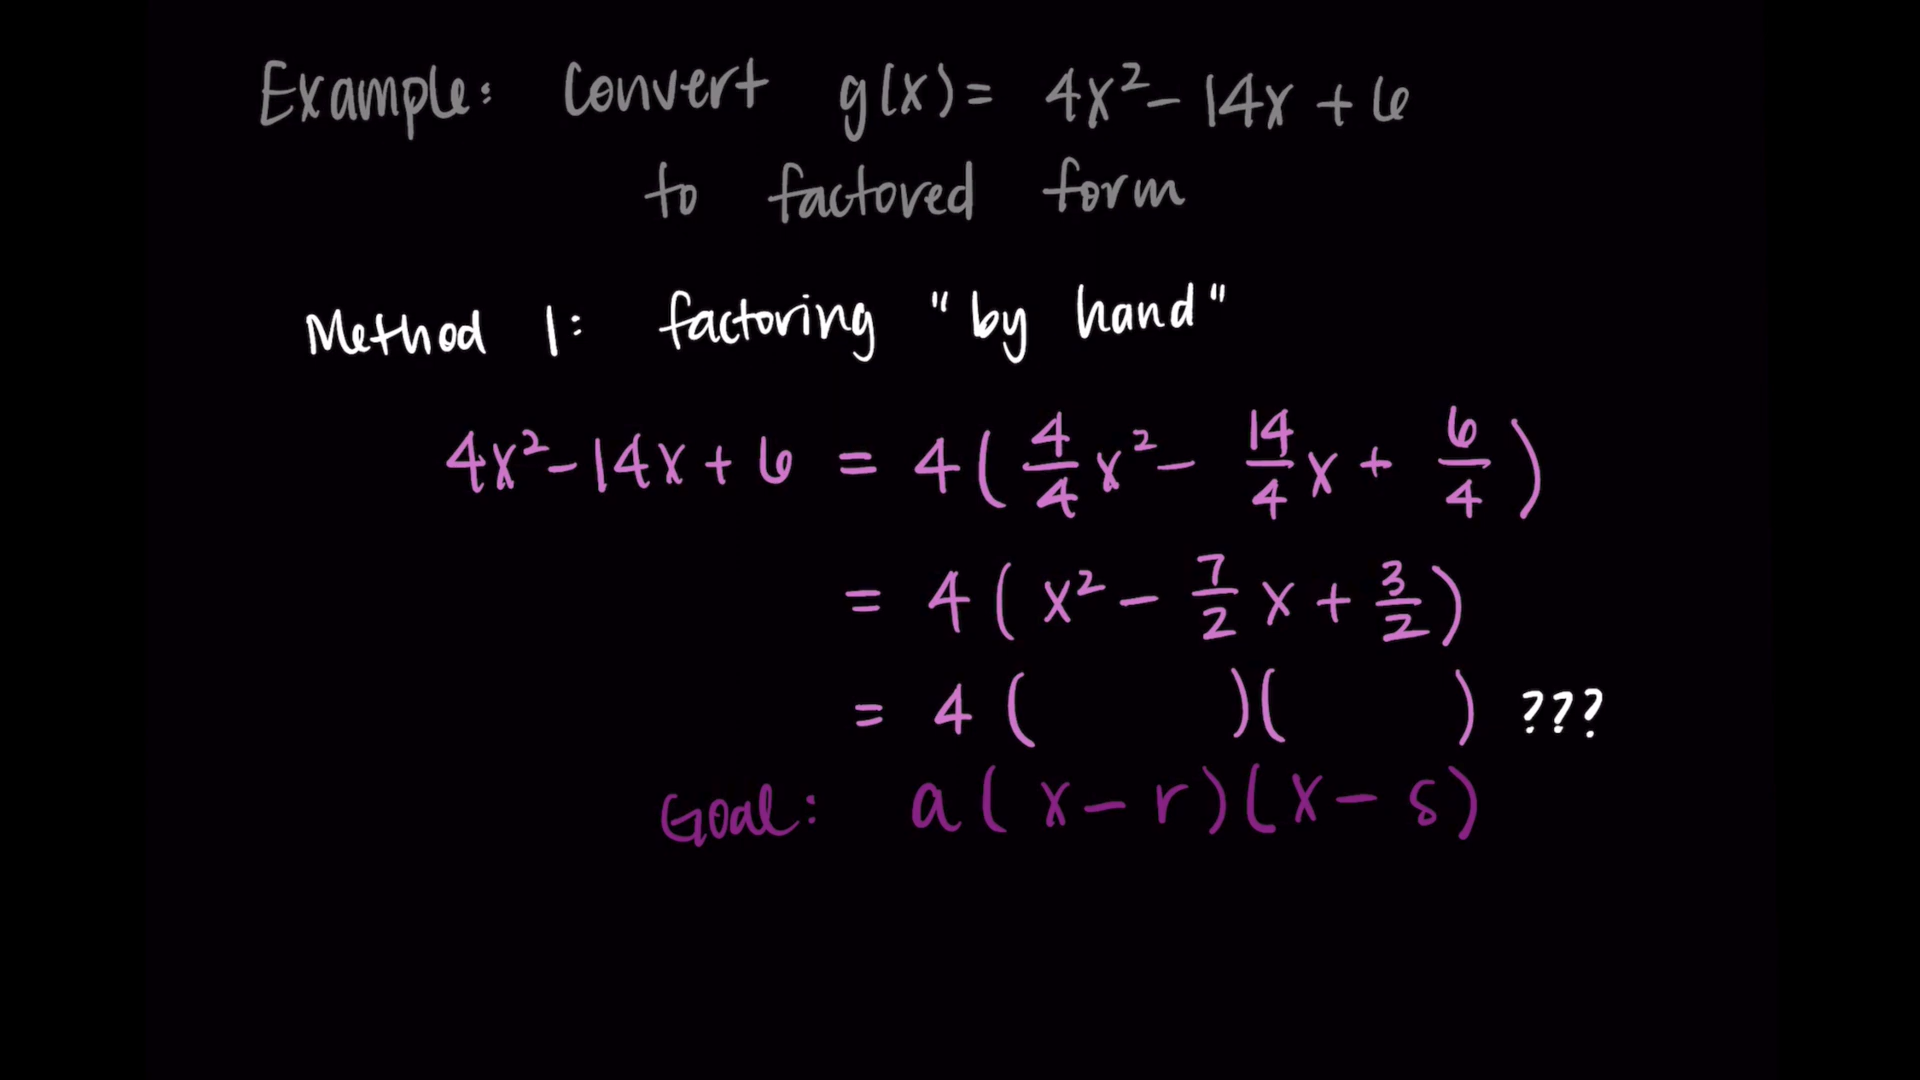 Example: Convert g(x) = 4x² - 14x + 6
to factored form
Method 1: factoring "by hand"
4x² - 14x + 6 = 4( 4/4 x² - 14/4 x + 6/4 )
= 4( x² - 7/2 x + 3/2 )
= 4 ( )( ) ???
Goal: a( x - r )( x - s )